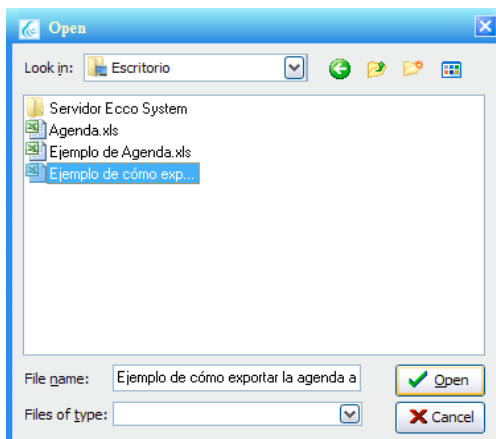 Open
Look in: Escritorio
Servidor Ecco System
Agenda.xls
Ejemplo de Agenda.xls
Ejemplo de cómo exp...
File name: Ejemplo de cómo exportar la agenda a Open
Files of type: Cancel